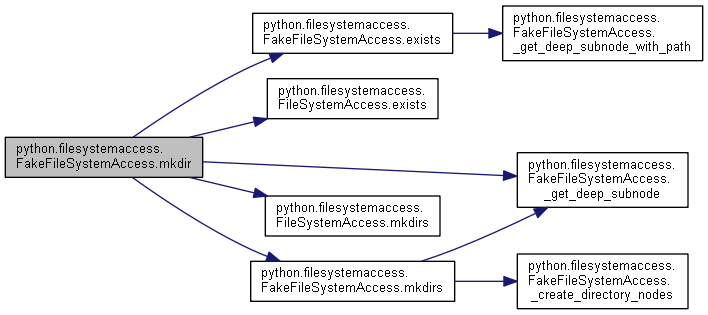 python.filesystemaccess.
FakeFileSystemAccess.exists
python.filesystemaccess.
FakeFileSystemAccess.
_get_deep_subnode_with_path
python.filesystemaccess.
FileSystemAccess.exists
python.filesystemaccess.
FakeFileSystemAccess.mkdir
python.filesystemaccess.
FakeFileSystemAccess.
_get_deep_subnode
python.filesystemaccess.
FileSystemAccess.mkdirs
python.filesystemaccess.
FakeFileSystemAccess.mkdirs
python.filesystemaccess.
FakeFileSystemAccess.
_create_directory_nodes